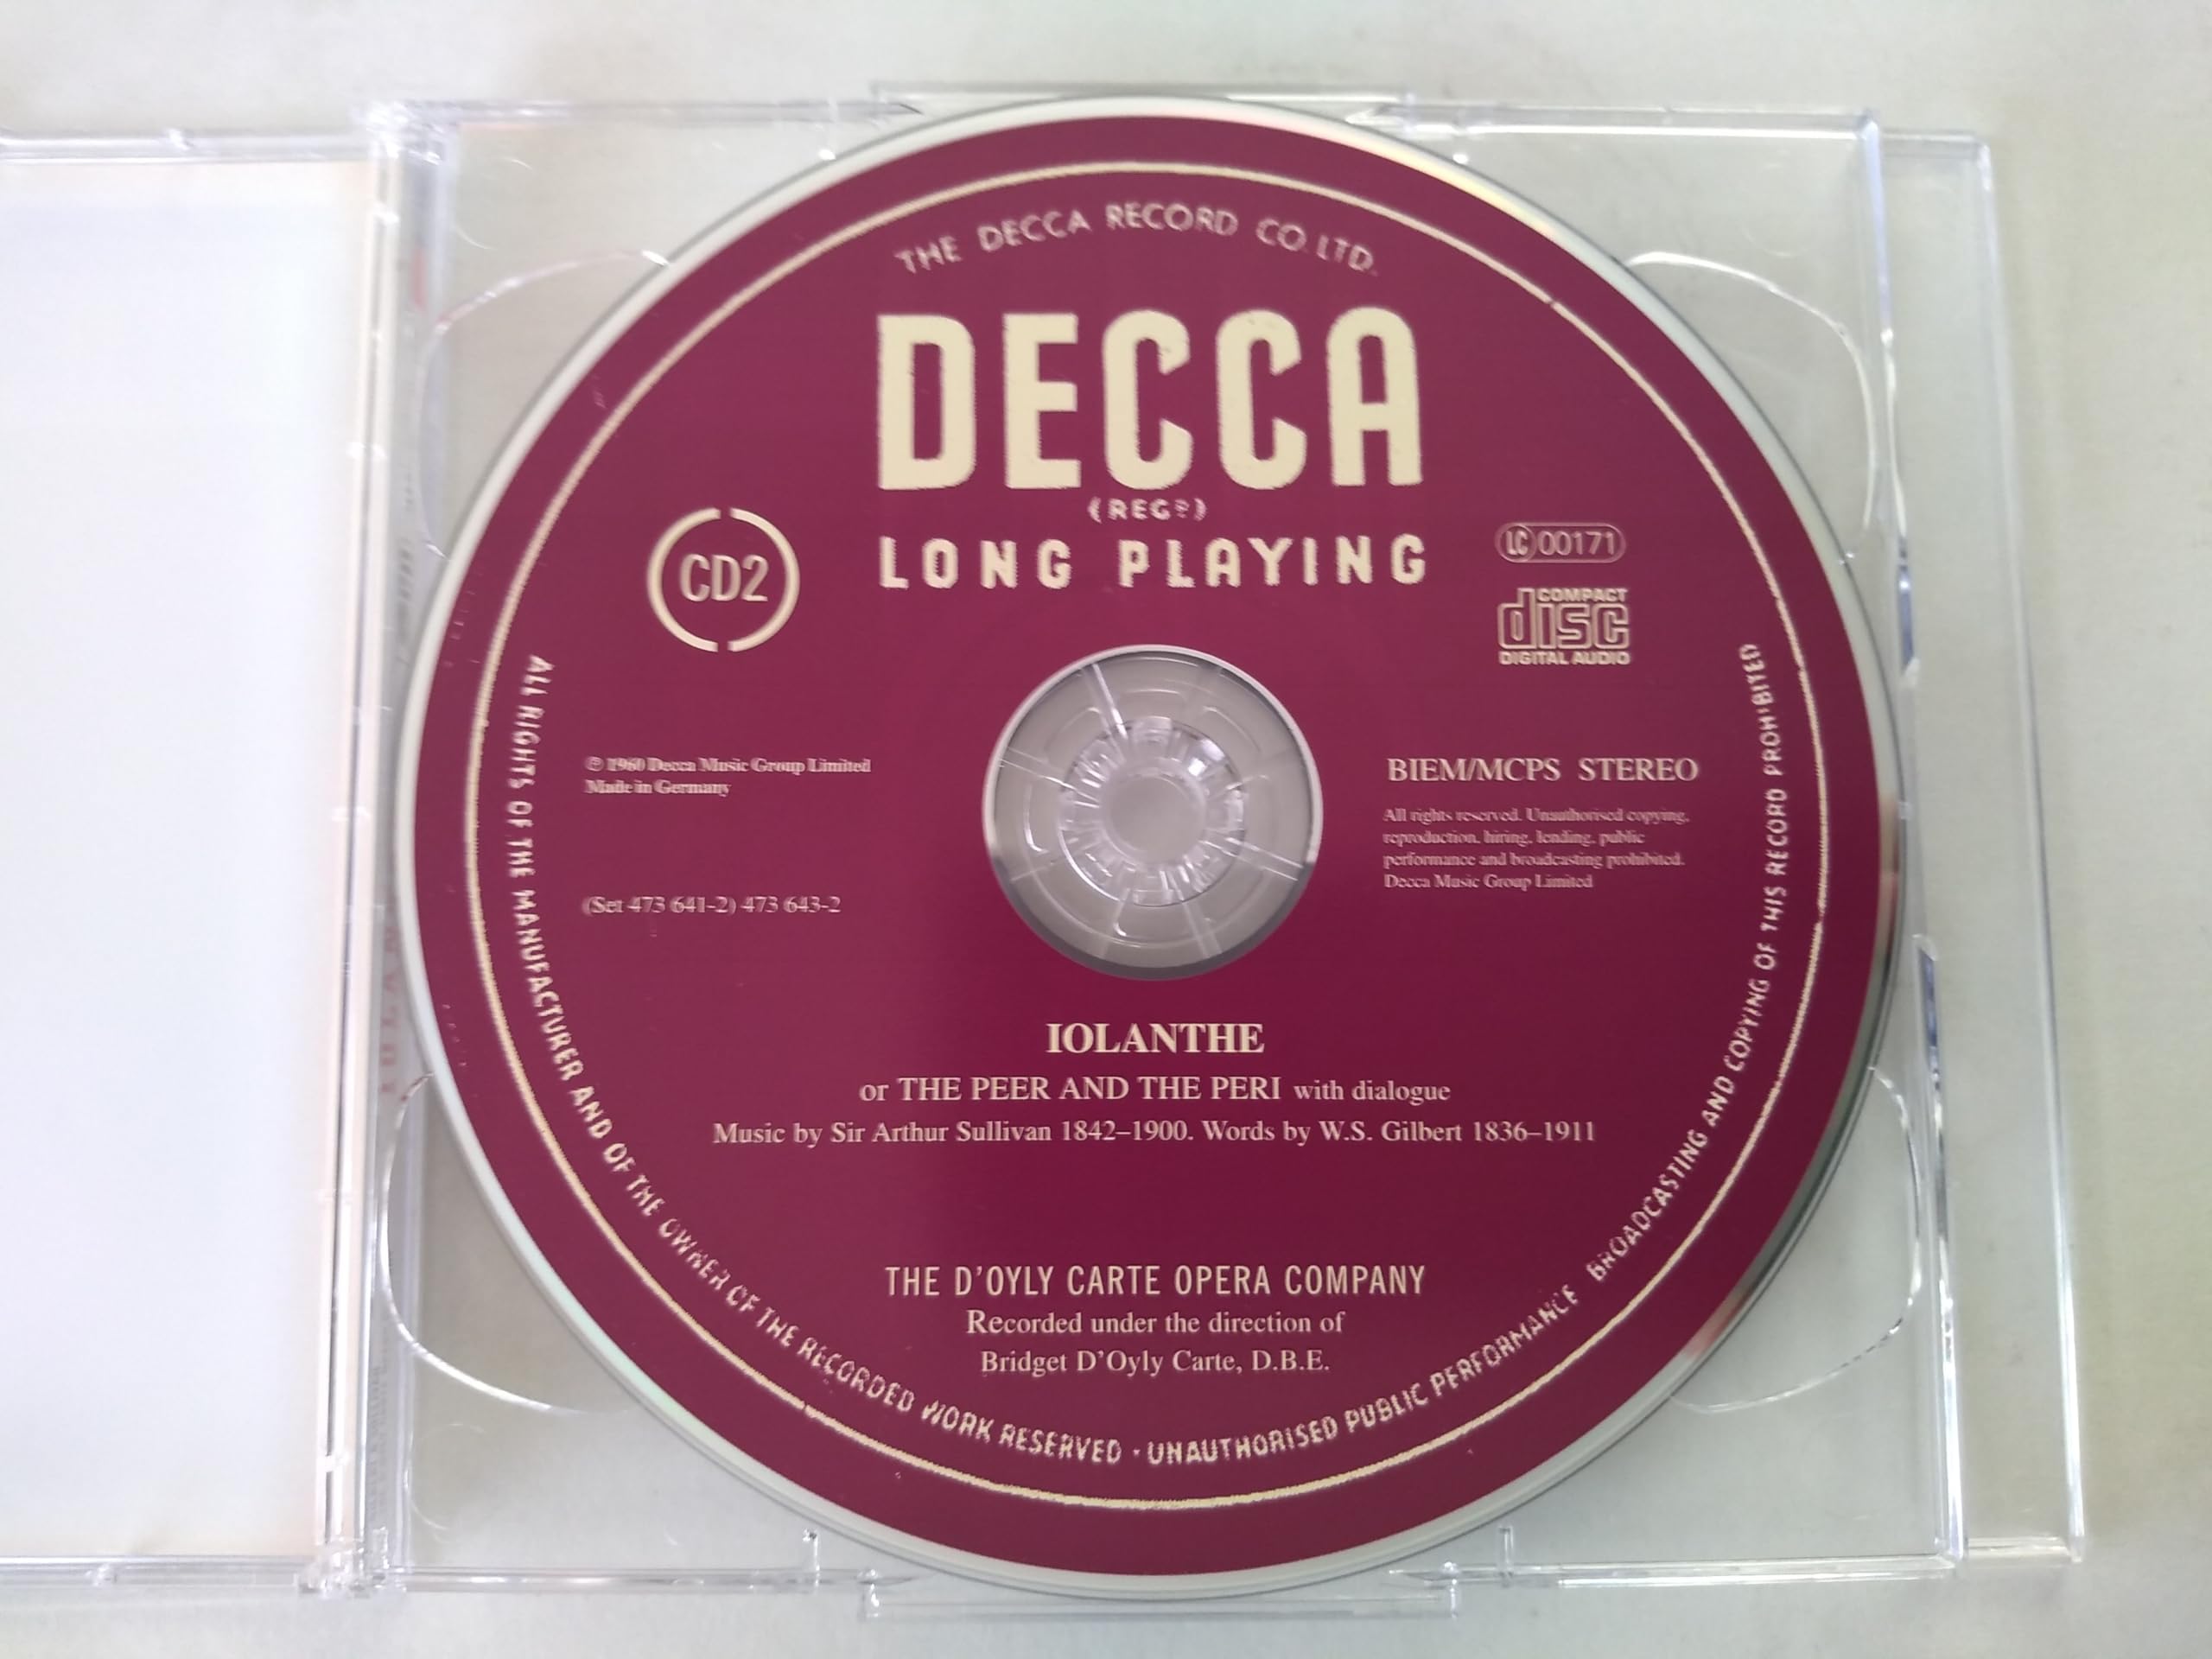 THE DECCA RECORD CO. LTD.
DECCA
(REGD)
LONG PLAYING
CD2
LC 00171
COMPACT
disc
DIGITAL AUDIO
℗ 1960 Decca Music Group Limited
Made in Germany
BIEM/MCPS STEREO
All rights reserved. Unauthorised copying,
reproduction, hiring, lending, public
performance and broadcasting prohibited.
Decca Music Group Limited
(Set 473 641-2) 473 643-2
IOLANTHE
or THE PEER AND THE PERI with dialogue
Music by Sir Arthur Sullivan 1842–1900. Words by W.S. Gilbert 1836–1911
THE D'OYLY CARTE OPERA COMPANY
Recorded under the direction of
Bridget D'Oyly Carte, D.B.E.
ALL RIGHTS OF THE MANUFACTURER AND OF THE OWNER OF THE RECORDED WORK RESERVED · UNAUTHORISED PUBLIC PERFORMANCE BROADCASTING AND COPYING OF THIS RECORD PROHIBITED